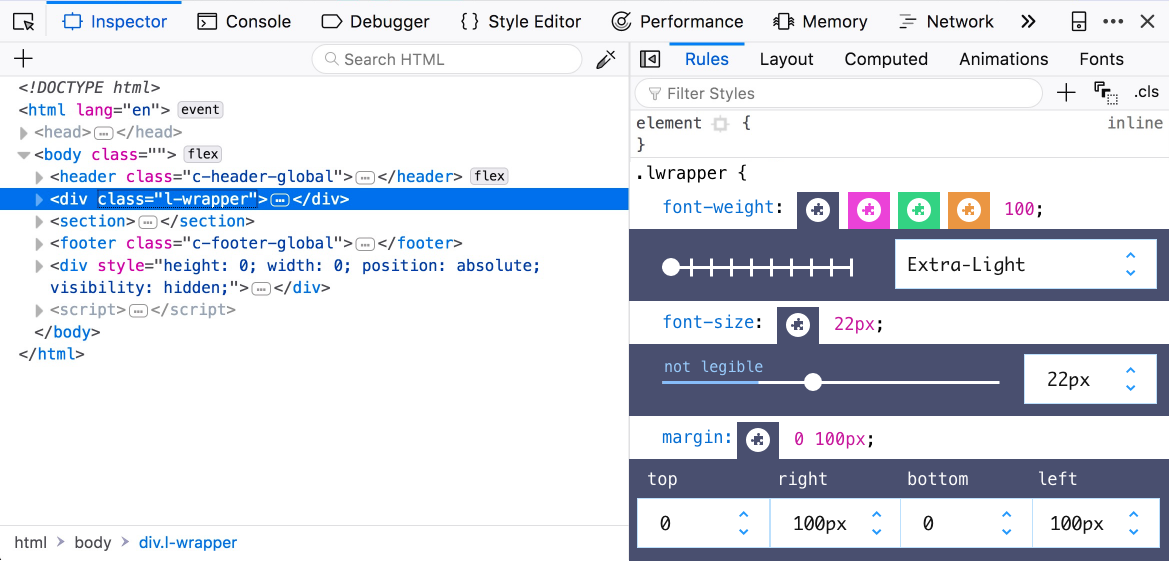 Inspector Console Debugger { } Style Editor Performance Memory Network
+ Search HTML
<!DOCTYPE html>
<html lang="en"> event
<head>…</head>
<body class=""> flex
<header class="c-header-global">…</header> flex
<div class="l-wrapper">…</div>
<section>…</section>
<footer class="c-footer-global">…</footer>
<div style="height: 0; width: 0; position: absolute;
visibility: hidden;">…</div>
<script>…</script>
</body>
</html>
html > body > div.l-wrapper
Rules Layout Computed Animations Fonts
Filter Styles + .cls
element { inline
}
.lwrapper {
font-weight: 100;
Extra-Light
font-size: 22px;
not legible 22px
margin: 0 100px;
top right bottom left
0 100px 0 100px